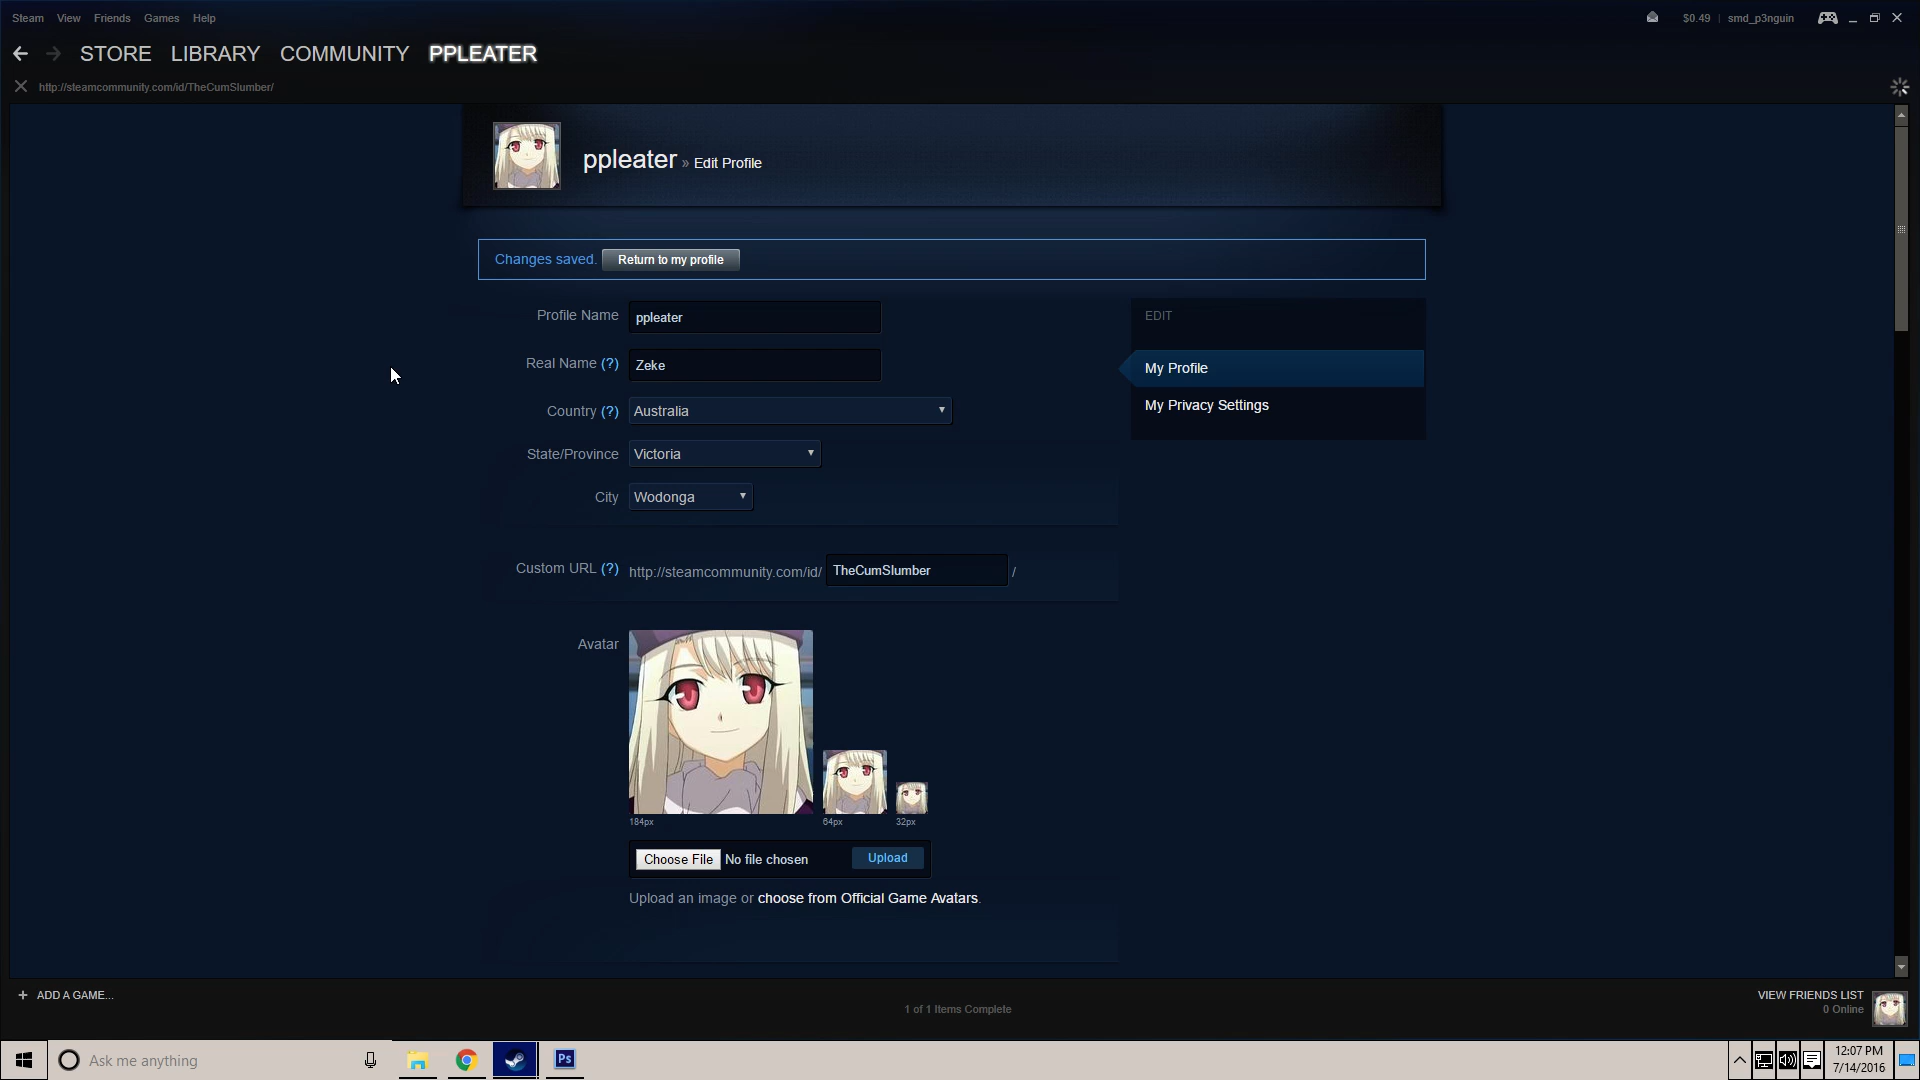 Steam View Friends Games Help
$0.49 | smd_p3nguin
STORE LIBRARY COMMUNITY PPLEATER
http://steamcommunity.com/id/TheCumSlumber/
ppleater » Edit Profile
Changes saved. Return to my profile
Profile Name ppleater
EDIT
Real Name (?) Zeke
My Profile
Country (?) Australia
My Privacy Settings
State/Province Victoria
City Wodonga
Custom URL (?) http://steamcommunity.com/id/ TheCumSlumber /
Avatar
184px 64px 32px
Choose File No file chosen Upload
Upload an image or choose from Official Game Avatars.
+ ADD A GAME...
VIEW FRIENDS LIST
1 of 1 Items Complete
0 Online
Ask me anything
Ps
12:07 PM
7/14/2016